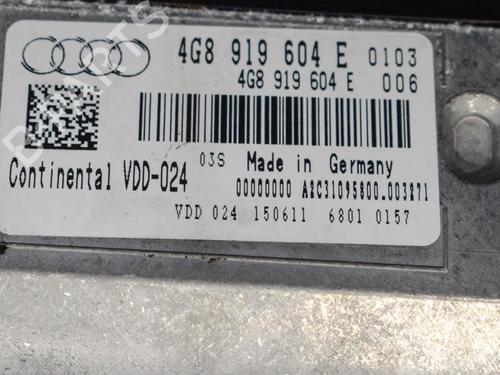 4G8 919 604 E 0103
4G8 919 604 E 006
Continental VDD-024
03S Made in Germany
00000000 A2C31095800.003271
VDD 024 150611 6801 0157